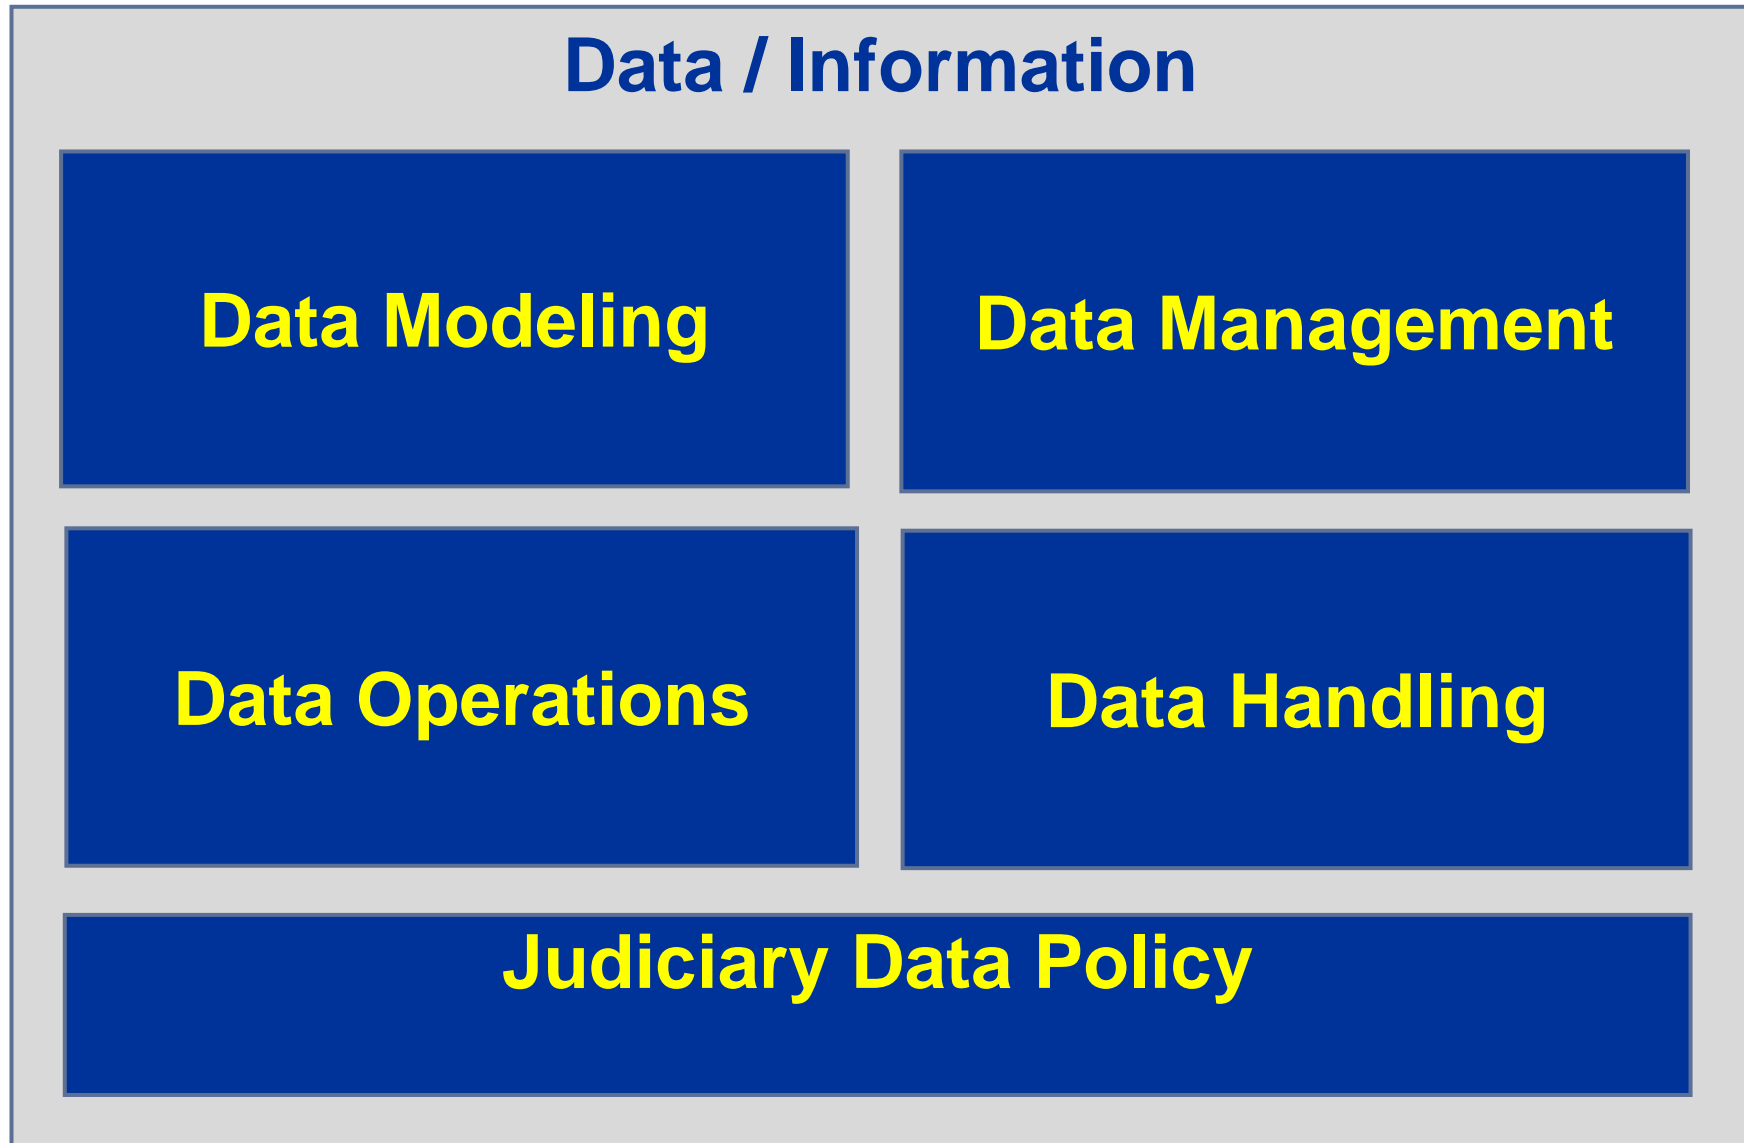 Data / Information
Data Modeling
Data Management
Data Operations
Data Handling
Judiciary Data Policy